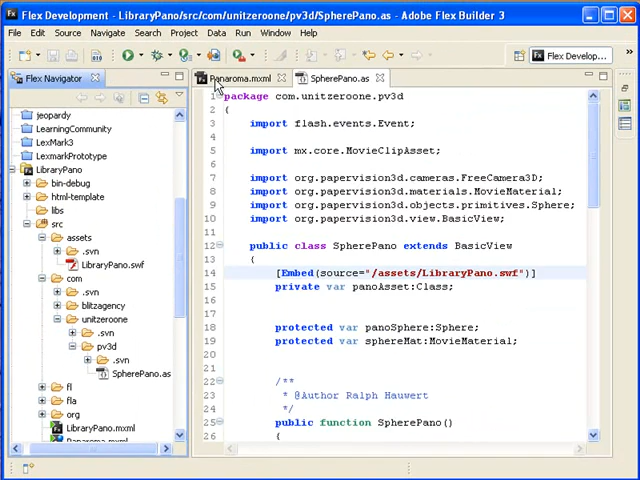 Flex Development - LibraryPano/src/com/unitzeroone/pv3d/SpherePano.as - Adobe Flex Builder 3
File Edit Source Navigate Search Project Data Run Window Help
Flex Develop...
Flex Navigator
Panaroma.mxml
SpherePano.as
jeopardy
LearningCommunity
LexMark3
LexmarkPrototype
LibraryPano
bin-debug
html-template
libs
src
assets
.svn
LibraryPano.swf
com
.svn
blitzagency
unitzeroone
.svn
pv3d
.svn
SpherePano.as
fl
fla
org
LibraryPano.mxml
Panaroma.mxml
1 package com.unitzeroone.pv3d
2 {
3 import flash.events.Event;
4
5 import mx.core.MovieClipAsset;
6
7 import org.papervision3d.cameras.FreeCamera3D;
8 import org.papervision3d.materials.MovieMaterial;
9 import org.papervision3d.objects.primitives.Sphere;
10 import org.papervision3d.view.BasicView;
11
12 public class SpherePano extends BasicView
13 {
14 [Embed(source="/assets/LibraryPano.swf")]
15 private var panoAsset:Class;
16
17
18 protected var panoSphere:Sphere;
19 protected var sphereMat:MovieMaterial;
20
21
22 /**
23 * @Author Ralph Hauwert
24 */
25 public function SpherePano()
26 {